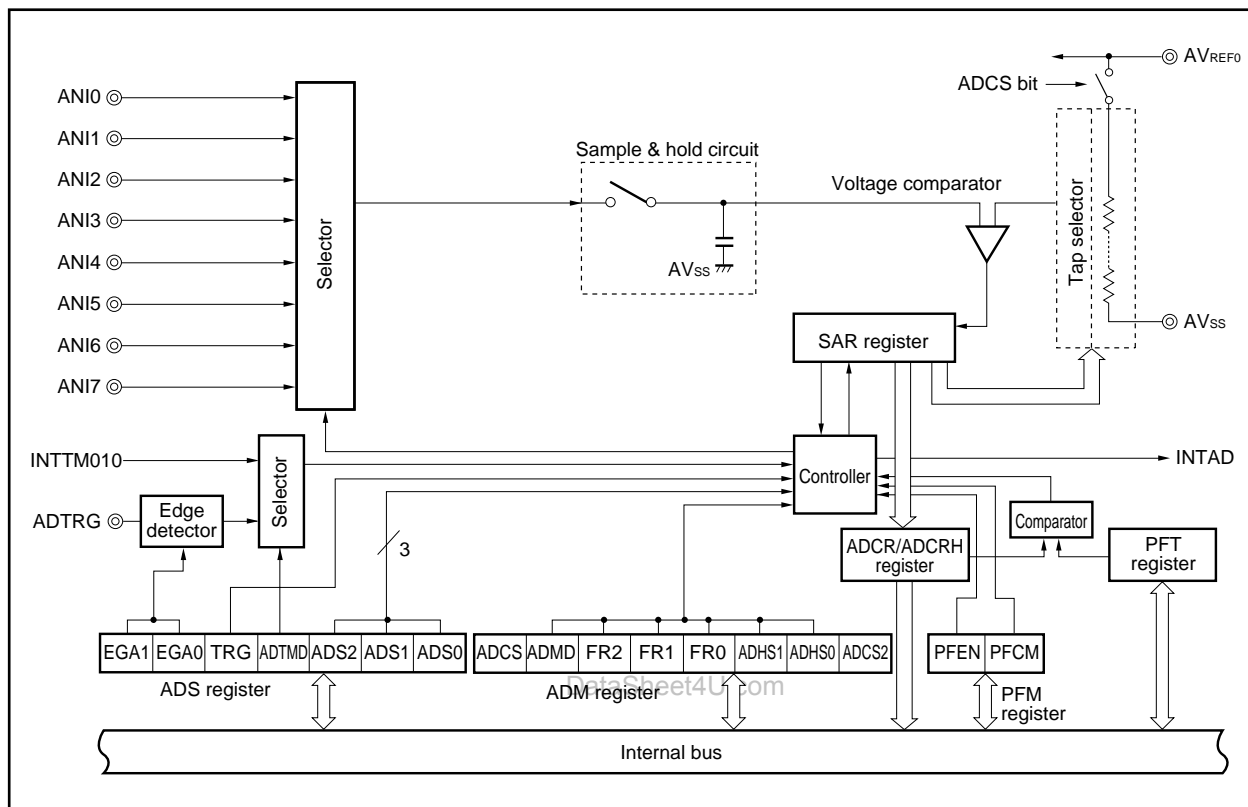 AVREF0
ADCS bit
ANI0
ANI1
ANI2
ANI3
ANI4
ANI5
ANI6
ANI7
Selector
Sample & hold circuit
AVSS
Voltage comparator
Tap selector
AVSS
SAR register
INTTM010
ADTRG
Edge
detector
Selector
3
Controller
INTAD
Comparator
ADCR/ADCRH
register
PFT
register
EGA1 EGA0 TRG ADTMD ADS2 ADS1 ADS0
ADS register
ADCS ADMD FR2 FR1 FR0 ADHS1 ADHS0 ADCS2
ADM register
DataSheet4U.com
PFEN PFCM
PFM
register
Internal bus